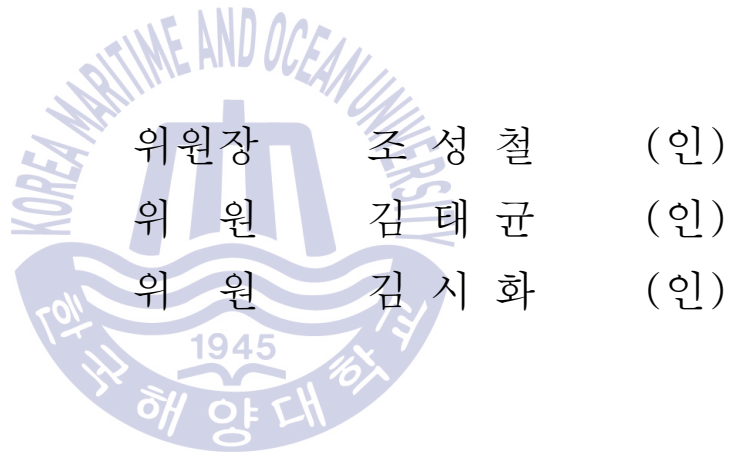 KOREA MARITIME AND OCEAN UNIVERSITY
위원장 조 성 철 (인)
위 원 김 태 균 (인)
위 원 김 시 화 (인)
1945
한국해양대학교